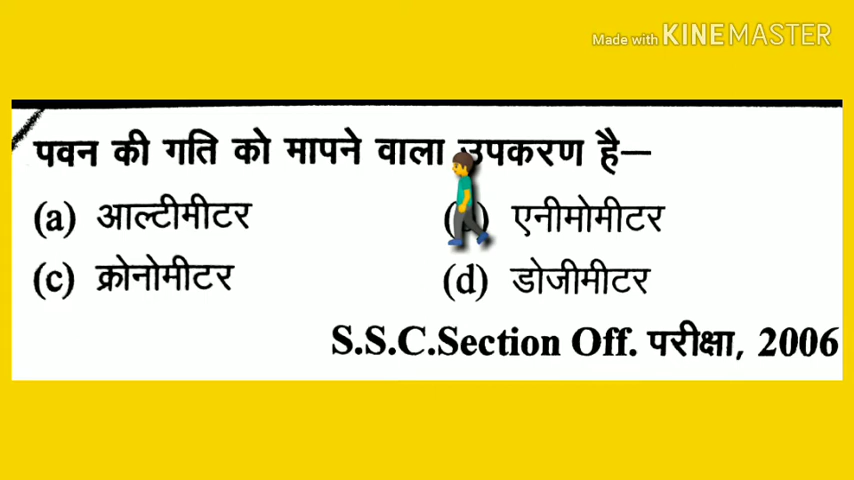 Made with KINEMASTER
पवन की गति को मापने वाला उपकरण है—
(a) आल्टीमीटर (b) एनीमोमीटर
(c) क्रोनोमीटर (d) डोजीमीटर
S.S.C.Section Off. परीक्षा, 2006